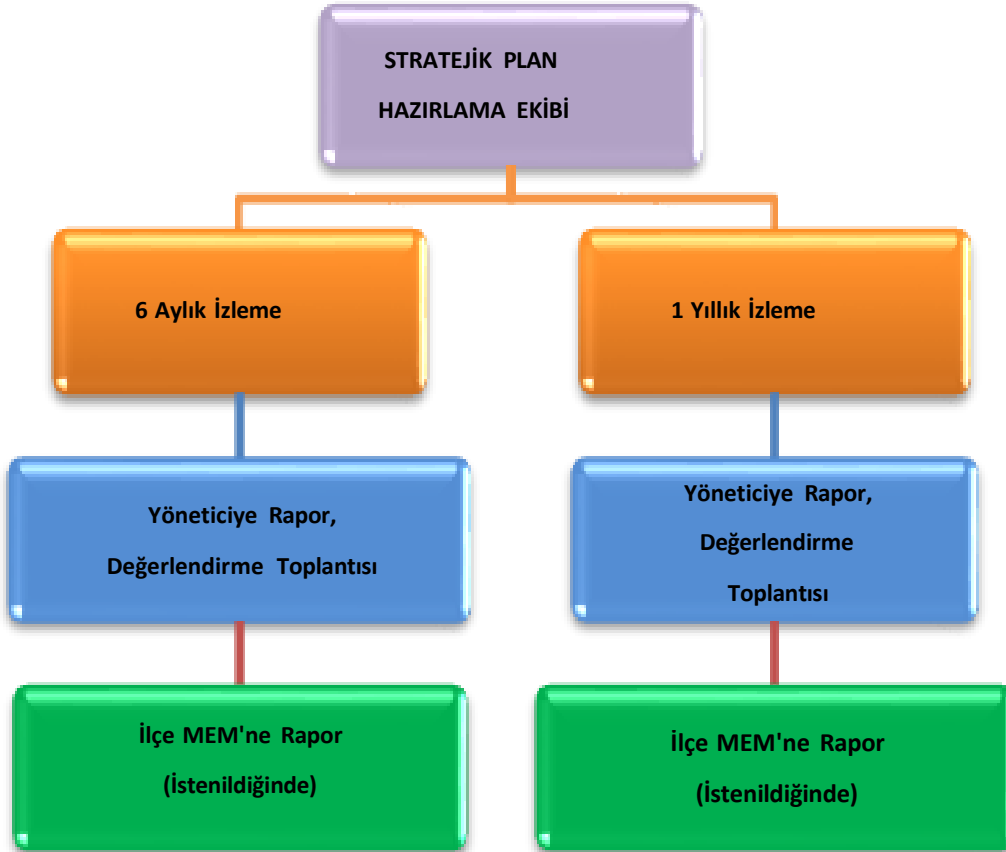 STRATEJİK PLAN
HAZIRLAMA EKİBİ
6 Aylık İzleme
1 Yıllık İzleme
Yöneticiye Rapor,
Değerlendirme Toplantısı
Yöneticiye Rapor,
Değerlendirme
Toplantısı
İlçe MEM'ne Rapor
(İstenildiğinde)
İlçe MEM'ne Rapor
(İstenildiğinde)